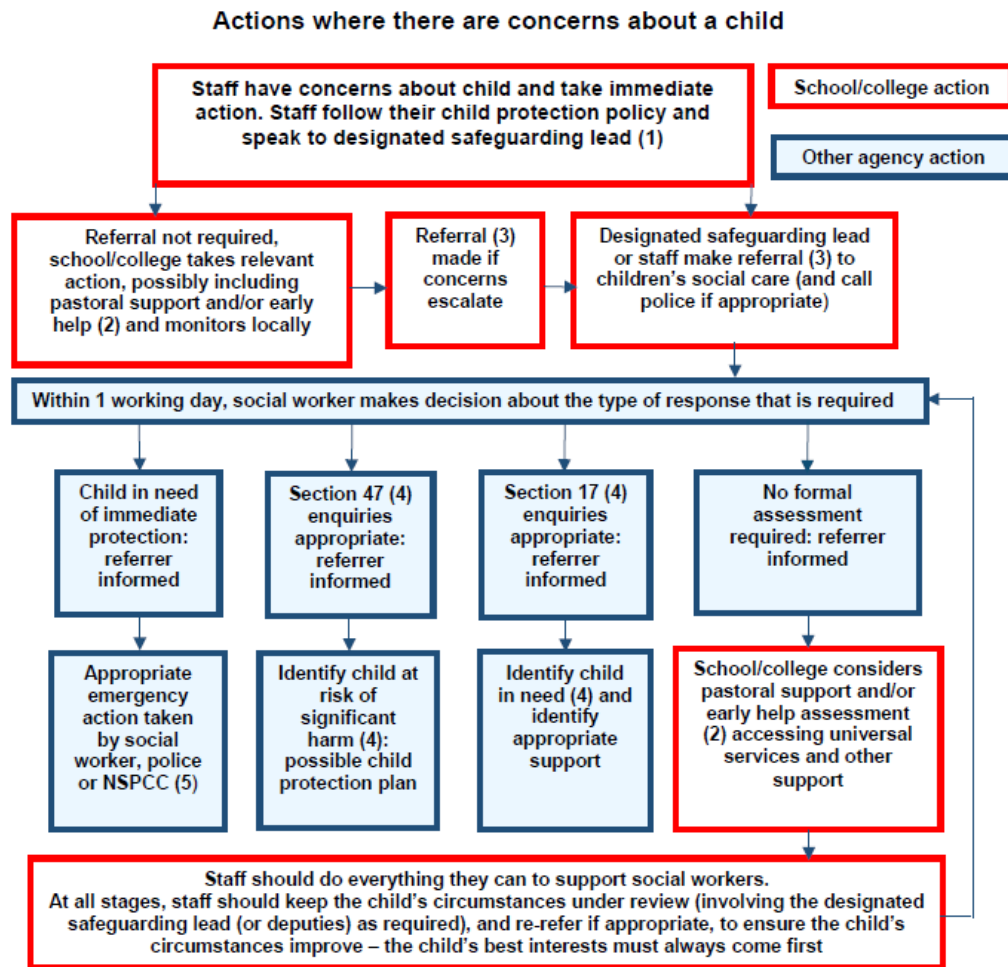 Actions where there are concerns about a child
Staff have concerns about child and take immediate
action. Staff follow their child protection policy and
speak to designated safeguarding lead (1)
School/college action
Other agency action
Referral not required,
school/college takes relevant
action, possibly including
pastoral support and/or early
help (2) and monitors locally
Referral (3)
made if
concerns
escalate
Designated safeguarding lead
or staff make referral (3) to
children's social care (and call
police if appropriate)
Within 1 working day, social worker makes decision about the type of response that is required
Child in need
of immediate
protection:
referrer
informed
Section 47 (4)
enquiries
appropriate:
referrer
informed
Section 17 (4)
enquiries
appropriate:
referrer
informed
No formal
assessment
required: referrer
informed
Appropriate
emergency
action taken
by social
worker, police
or NSPCC (5)
Identify child at
risk of
significant
harm (4):
possible child
protection plan
Identify child
in need (4) and
identify
appropriate
support
School/college considers
pastoral support and/or
early help assessment
(2) accessing universal
services and other
support
Staff should do everything they can to support social workers.
At all stages, staff should keep the child's circumstances under review (involving the designated
safeguarding lead (or deputies) as required), and re-refer if appropriate, to ensure the child's
circumstances improve – the child's best interests must always come first